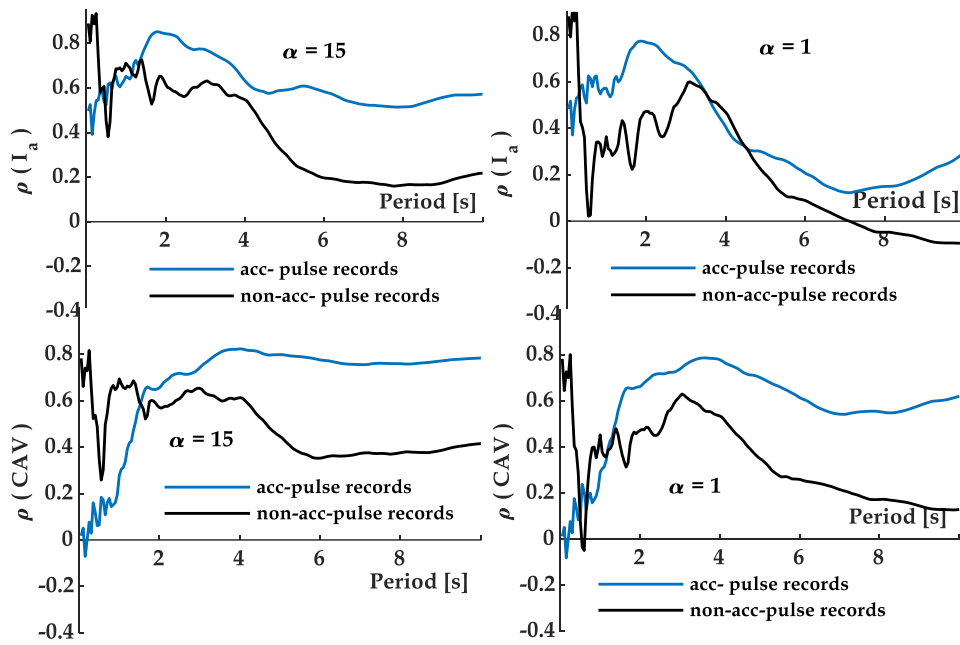 0.8
0.6
0.4
0.2
0
-0.2
-0.4
ρ ( I a )
α = 15
Period [s]
2 4 6 8
acc- pulse records
non-acc- pulse records
0.8
0.6
0.4
0.2
0
-0.2
-0.4
ρ ( I a )
α = 1
Period [s]
2 4 6 8
acc-pulse records
non-acc-pulse records
0.8
0.6
0.4
0.2
0
-0.2
-0.4
ρ ( CAV )
α = 15
acc-pulse records
non-acc-pulse records
2 4 6 8
Period [s]
0.8
0.6
0.4
0.2
0
-0.2
-0.4
ρ ( CAV )
α = 1
Period [s]
2 4 6 8
acc- pulse records
non-acc-pulse records